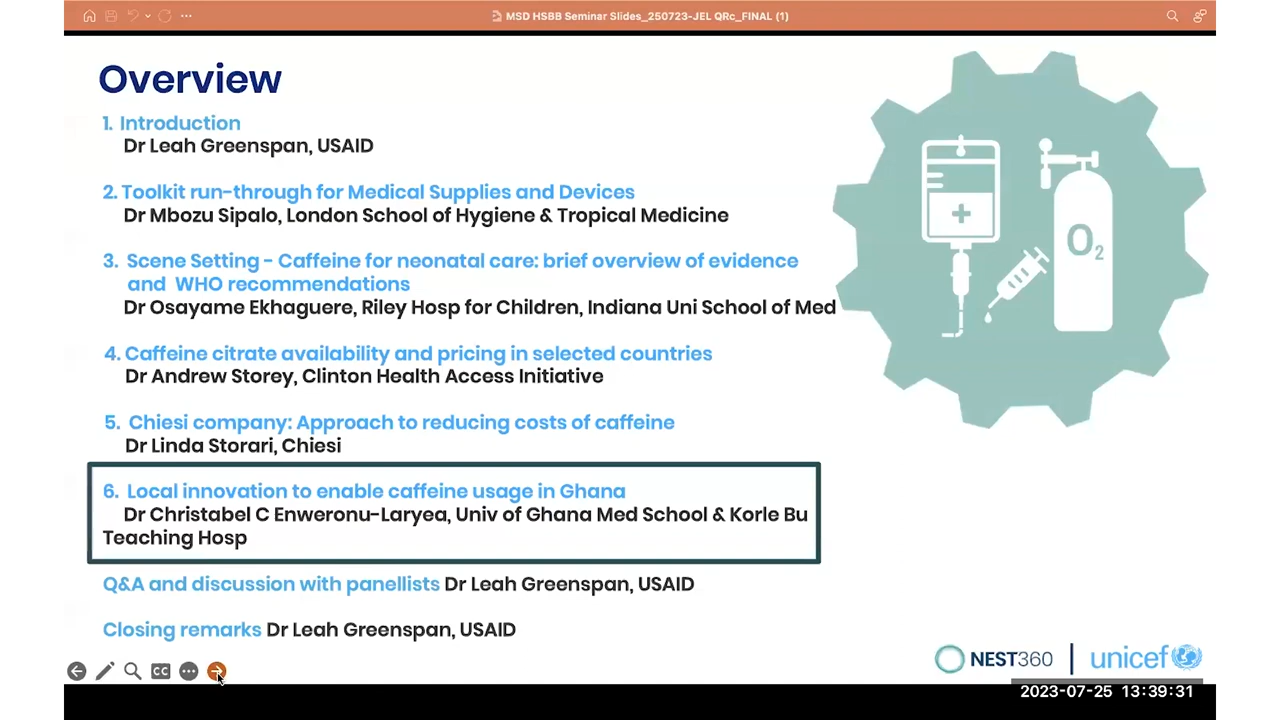 MSD HSBB Seminar Slides_250723-JEL QRc_FINAL (1)
Overview
1. Introduction
Dr Leah Greenspan, USAID
2. Toolkit run-through for Medical Supplies and Devices
Dr Mbozu Sipalo, London School of Hygiene & Tropical Medicine
3. Scene Setting - Caffeine for neonatal care: brief overview of evidence
and WHO recommendations
Dr Osayame Ekhaguere, Riley Hosp for Children, Indiana Uni School of Med
4. Caffeine citrate availability and pricing in selected countries
Dr Andrew Storey, Clinton Health Access Initiative
5. Chiesi company: Approach to reducing costs of caffeine
Dr Linda Storari, Chiesi
6. Local innovation to enable caffeine usage in Ghana
Dr Christabel C Enweronu-Laryea, Univ of Ghana Med School & Korle Bu
Teaching Hosp
Q&A and discussion with panellists Dr Leah Greenspan, USAID
Closing remarks Dr Leah Greenspan, USAID
O2
CC
NEST360 | unicef
2023-07-25 13:39:31